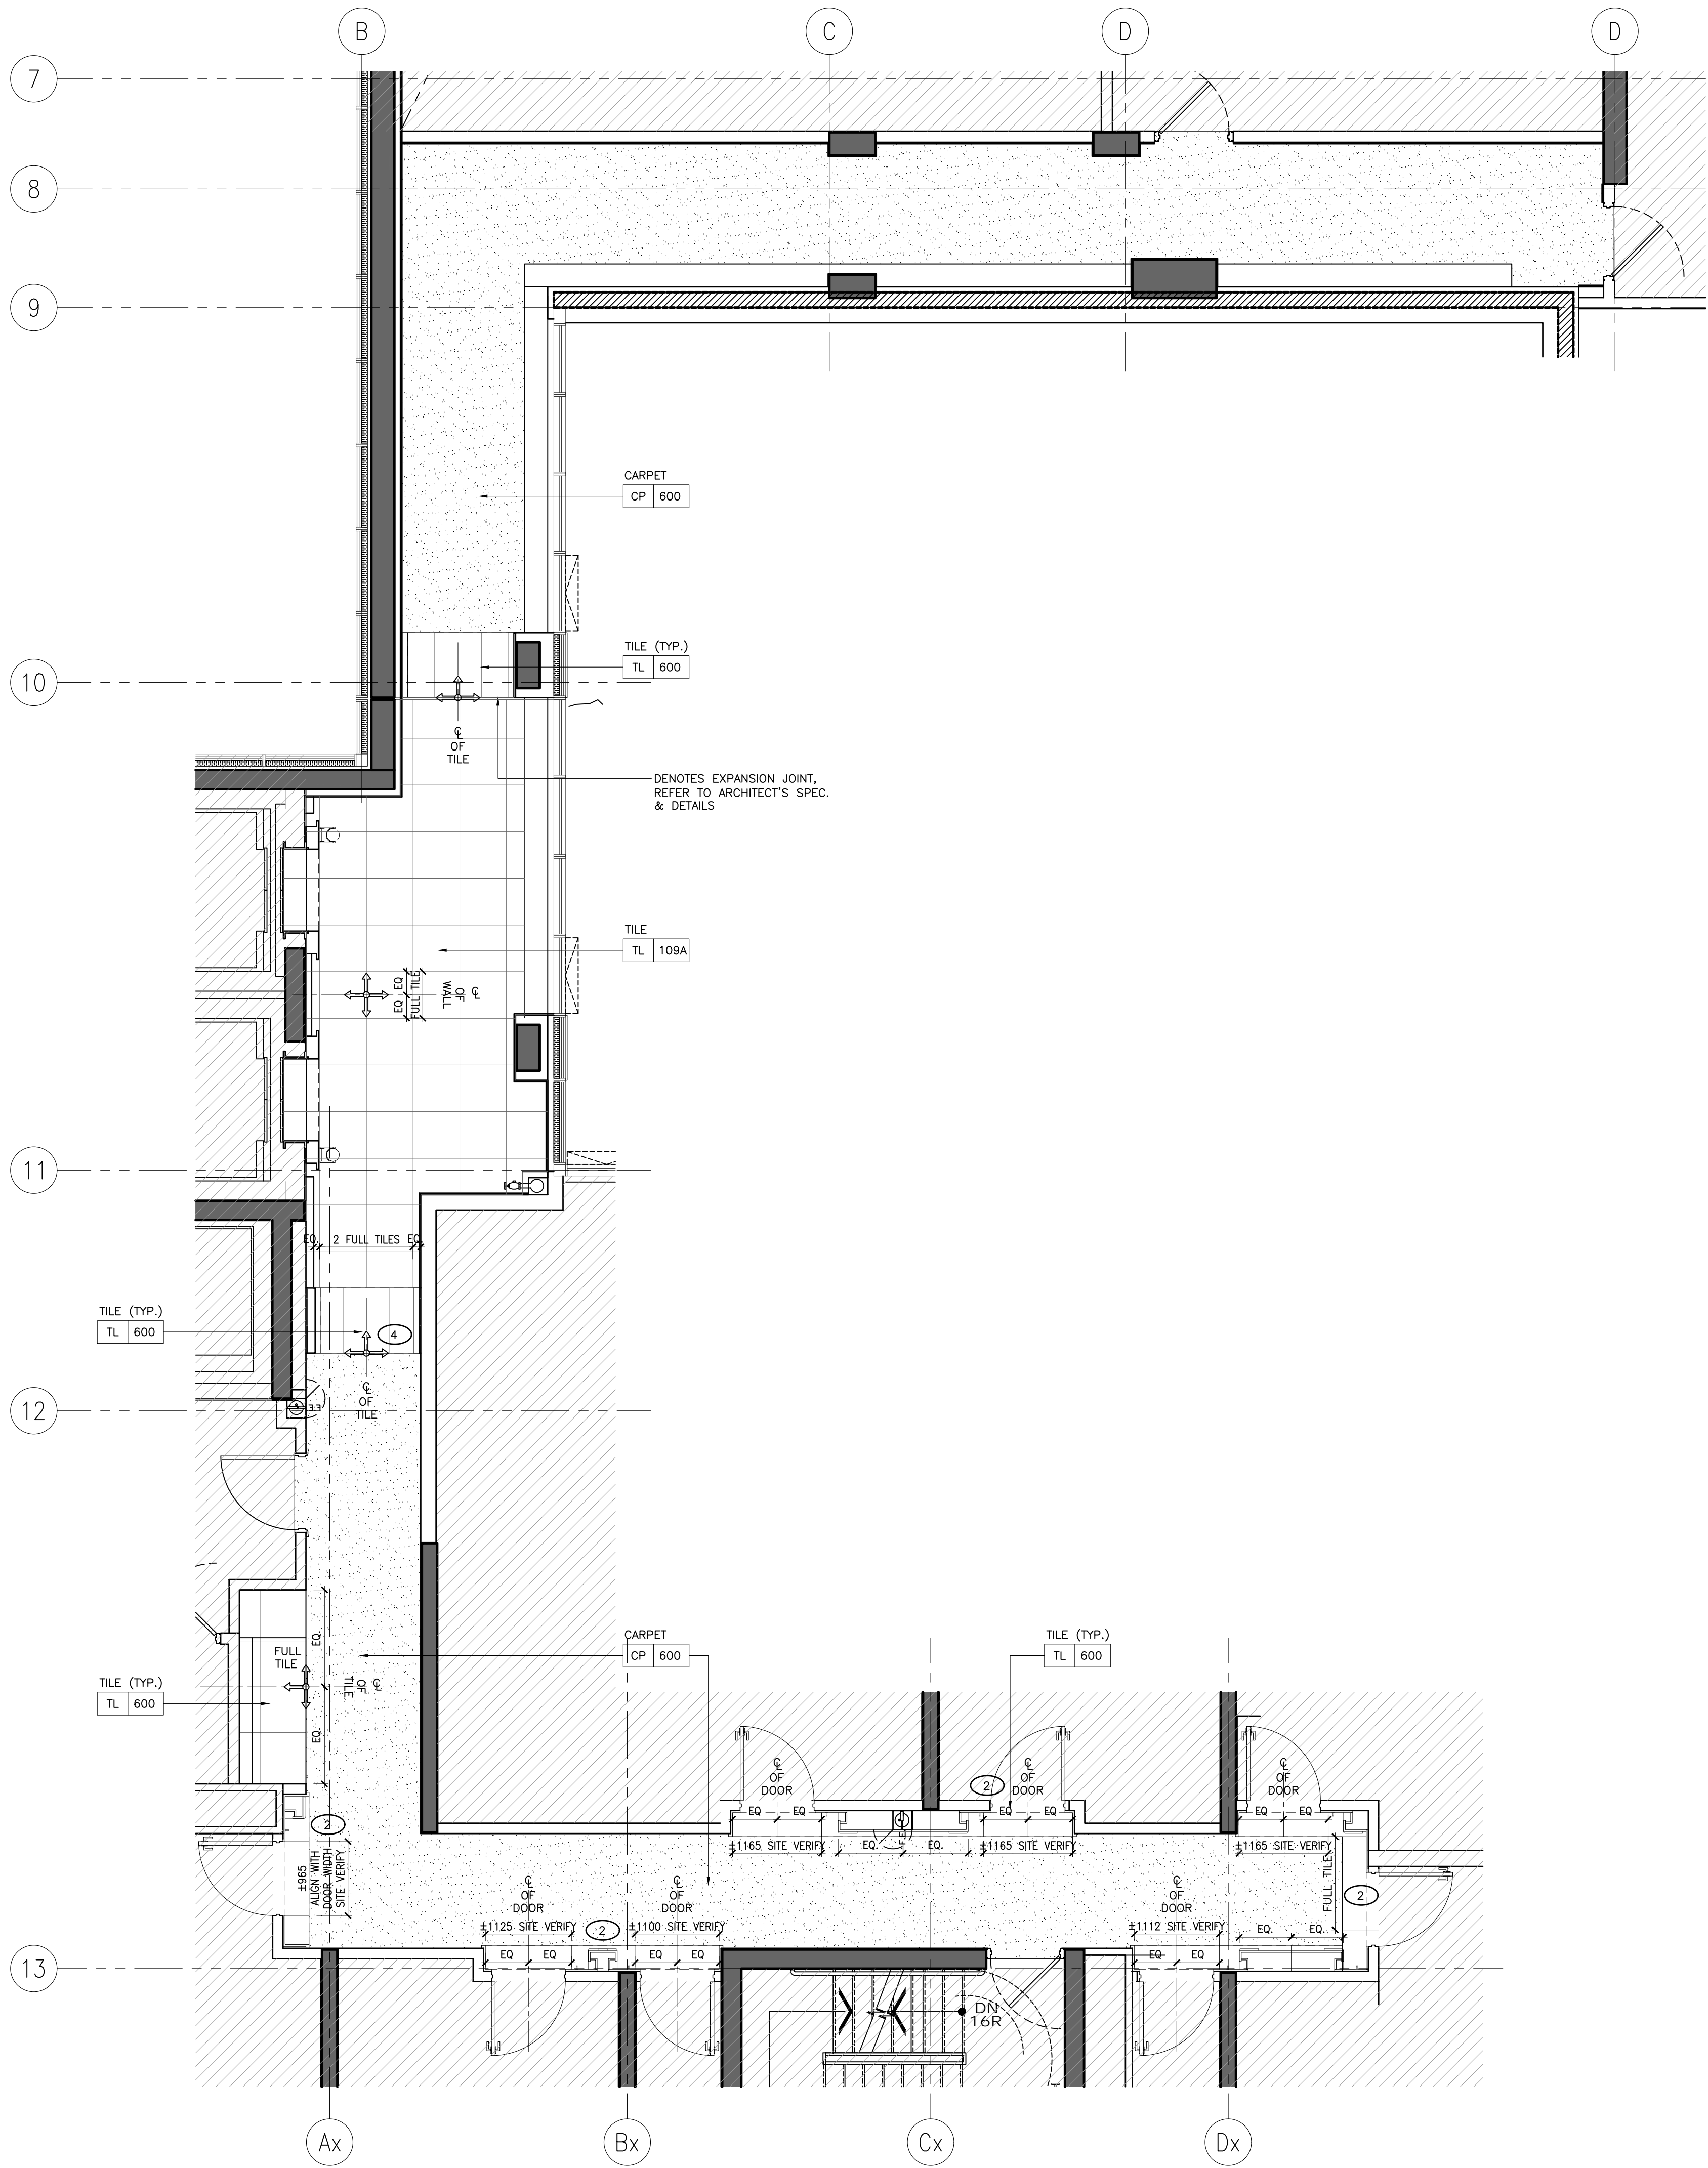 B
C
D
D
7
8
9
CARPET
CP 600
TILE (TYP.)
TL 600
10
℄
OF
TILE
DENOTES EXPANSION JOINT,
REFER TO ARCHITECT'S SPEC.
& DETAILS
TILE
TL 109A
EQ EQ
FULL TILE
℄
OF
WALL
11
EQ. 2 FULL TILES EQ.
TILE (TYP.)
TL 600
4
℄
OF
TILE
12
CARPET
CP 600
TILE (TYP.)
TL 600
EQ.
FULL
TILE
℄
OF
TILE
TILE (TYP.)
TL 600
EQ.
℄
OF
DOOR
℄
OF
DOOR
℄
OF
DOOR
2
EQ EQ
EQ EQ
EQ EQ
2
±1165 SITE VERIFY
EQ. EQ.
±1165 SITE VERIFY
±1165 SITE VERIFY
±965
ALIGN WITH
DOOR WIDTH
SITE VERIFY
FULL TILE
2
℄
OF
DOOR
℄
OF
DOOR
℄
OF
DOOR
±1125 SITE VERIFY
2
±1100 SITE VERIFY
±1112 SITE VERIFY
EQ. EQ.
EQ EQ
EQ EQ
EQ EQ
13
DN
16R
Ax
Bx
Cx
Dx